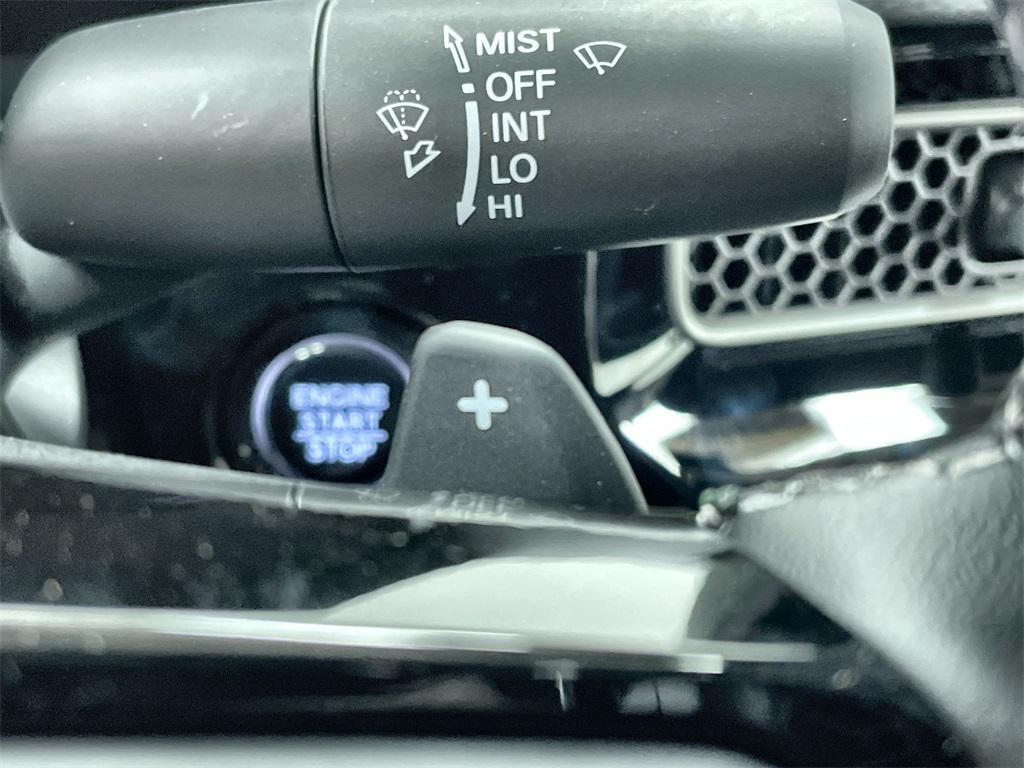 MIST
OFF
INT
LO
HI
ENGINE
START
STOP
+